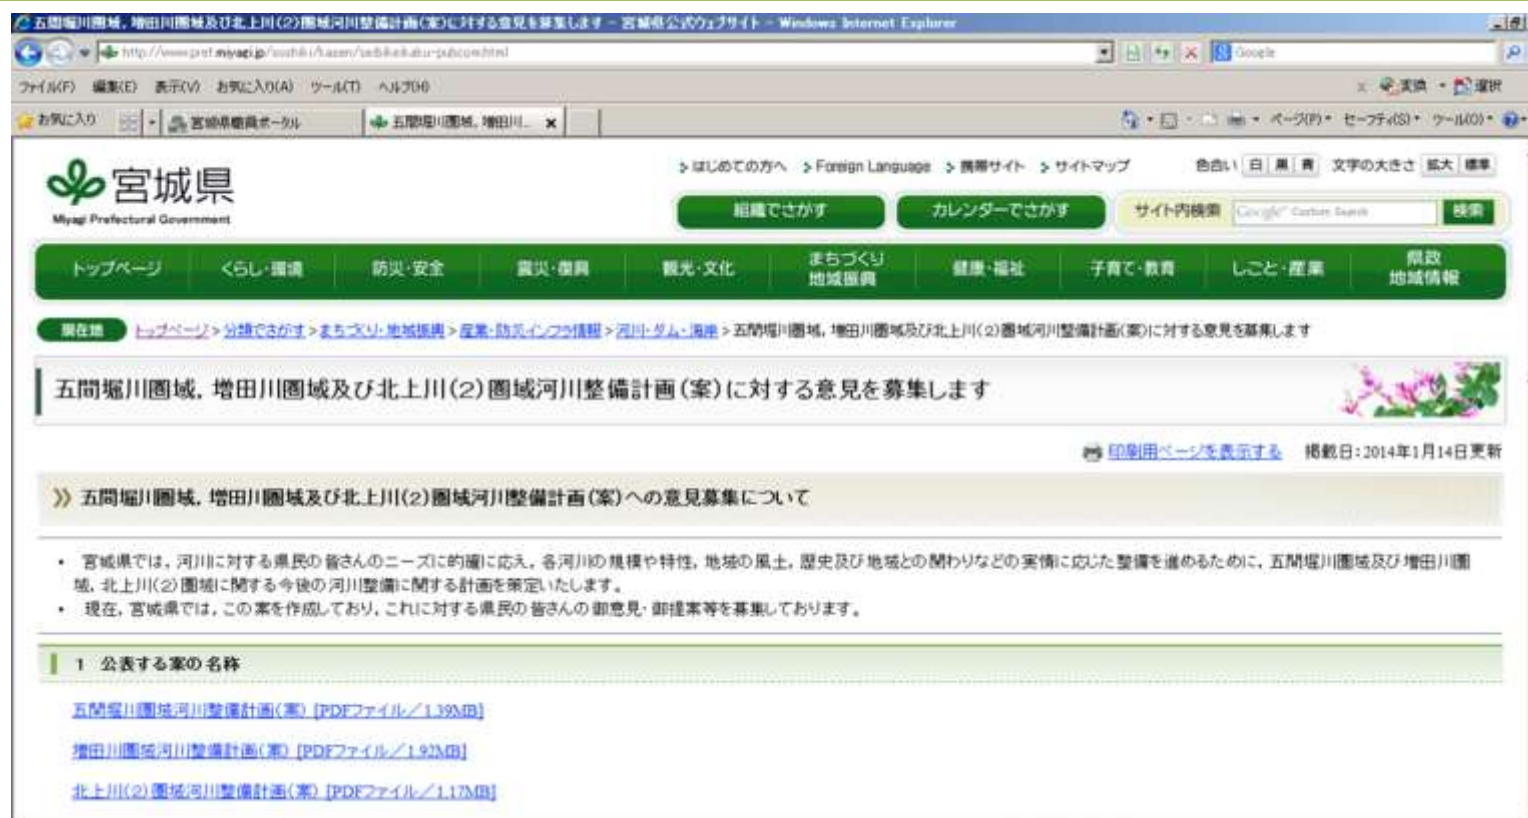 五間堀川圏域，増田川圏域及び北上川(2)圏域河川整備計画(案)に対する意見を募集します - 宮城県公式ウェブサイト - Windows Internet Explorer
Google
ファイル(F) 編集(E) 表示(V) お気に入り(A) ツール(T) ヘルプ(H)
変換 選択
お気に入り 宮城県職員ポータル 五間堀川圏域，増田川... ページ(P) セーフティ(S) ツール(O)
はじめての方へ Foreign Language 携帯サイト サイトマップ 色合い 白 黒 青 文字の大きさ 拡大 標準
宮城県
Miyagi Prefectural Government
組織でさがす カレンダーでさがす サイト内検索 Google Custom Search 検索
トップページ くらし・環境 防災・安全 震災・復興 観光・文化 まちづくり 地域振興 健康・福祉 子育て・教育 しごと・産業 県政 地域情報
現在地 トップページ > 分類でさがす > まちづくり・地域振興 > 産業・防災インフラ情報 > 河川・ダム・海岸 > 五間堀川圏域，増田川圏域及び北上川(2)圏域河川整備計画(案)に対する意見を募集します
五間堀川圏域，増田川圏域及び北上川(2)圏域河川整備計画(案)に対する意見を募集します
印刷用ページを表示する 掲載日：2014年1月14日更新
五間堀川圏域，増田川圏域及び北上川(2)圏域河川整備計画(案)への意見募集について
・ 宮城県では，河川に対する県民の皆さんのニーズに的確に応え，各河川の規模や特性，地域の風土，歴史及び地域との関わりなどの実情に応じた整備を進めるために，五間堀川圏域及び増田川圏
域，北上川(2)圏域に関する今後の河川整備に関する計画を策定いたします。
・ 現在，宮城県では，この案を作成しており，これに対する県民の皆さんの御意見・御提案等を募集しております。
1 公表する案の名称
五間堀川圏域河川整備計画(案) [PDFファイル／1.39MB]
増田川圏域河川整備計画(案) [PDFファイル／1.92MB]
北上川(2)圏域河川整備計画(案) [PDFファイル／1.17MB]